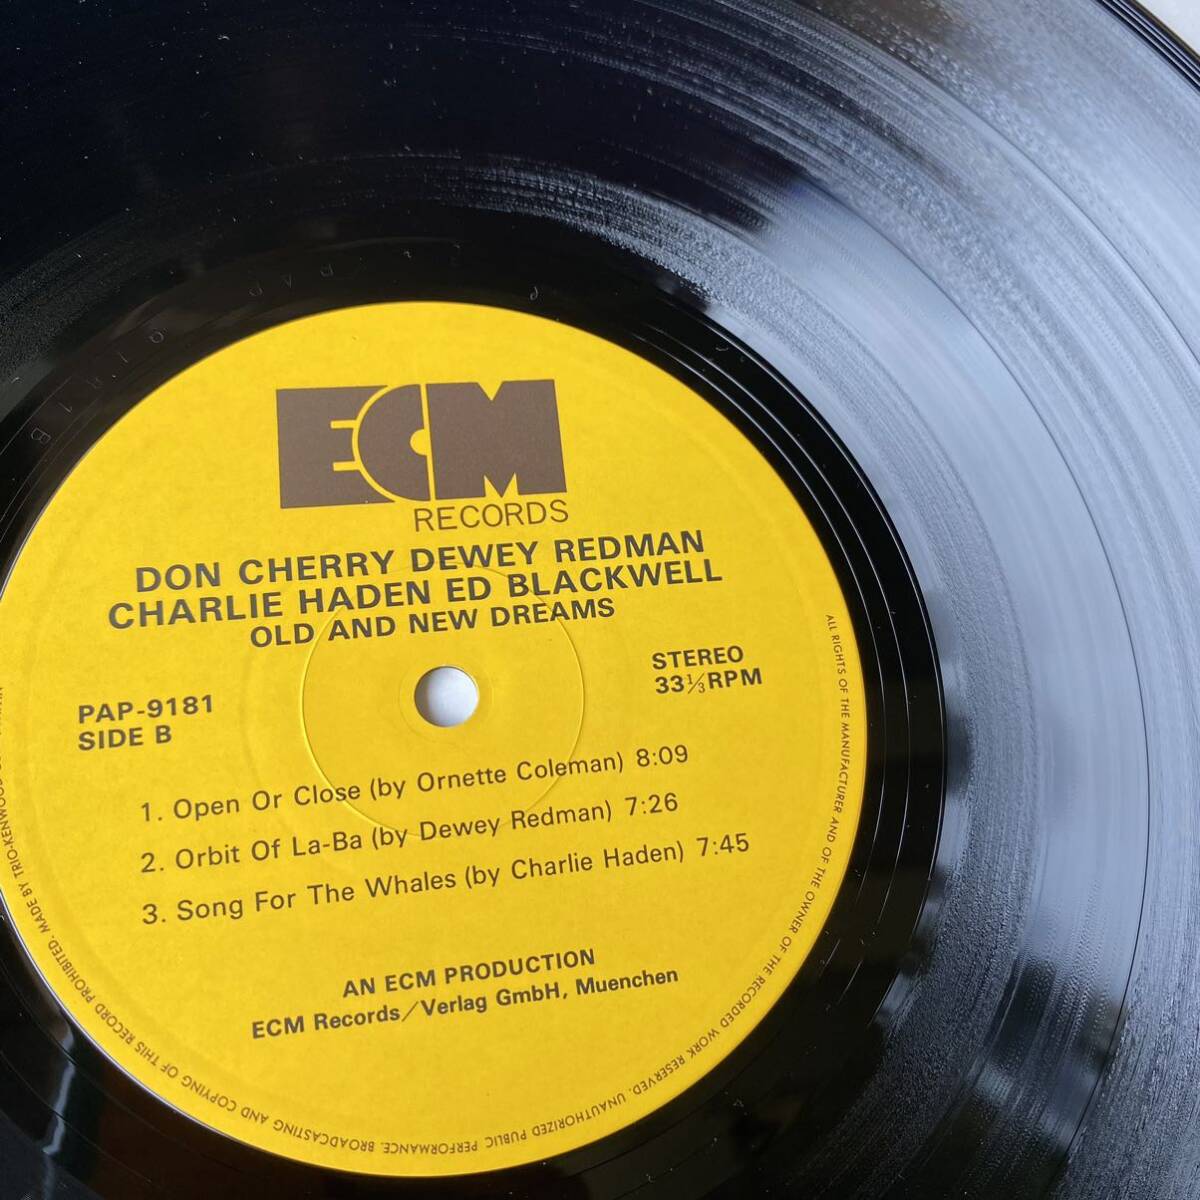 ECM
RECORDS
DON CHERRY DEWEY REDMAN
CHARLIE HADEN ED BLACKWELL
OLD AND NEW DREAMS
STEREO
33 1/3 RPM
PAP-9181
SIDE B
1. Open Or Close (by Ornette Coleman) 8:09
2. Orbit Of La-Ba (by Dewey Redman) 7:26
3. Song For The Whales (by Charlie Haden) 7:45
AN ECM PRODUCTION
ECM Records/Verlag GmbH, Muenchen
ALL RIGHTS OF THE MANUFACTURER AND OF THE OWNER OF THE RECORDED WORK RESERVED. UNAUTHORIZED PUBLIC PERFORMANCE. BROADCASTING AND COPYING OF THIS RECORD PROHIBITED. MADE BY TRIO-KENWOOD